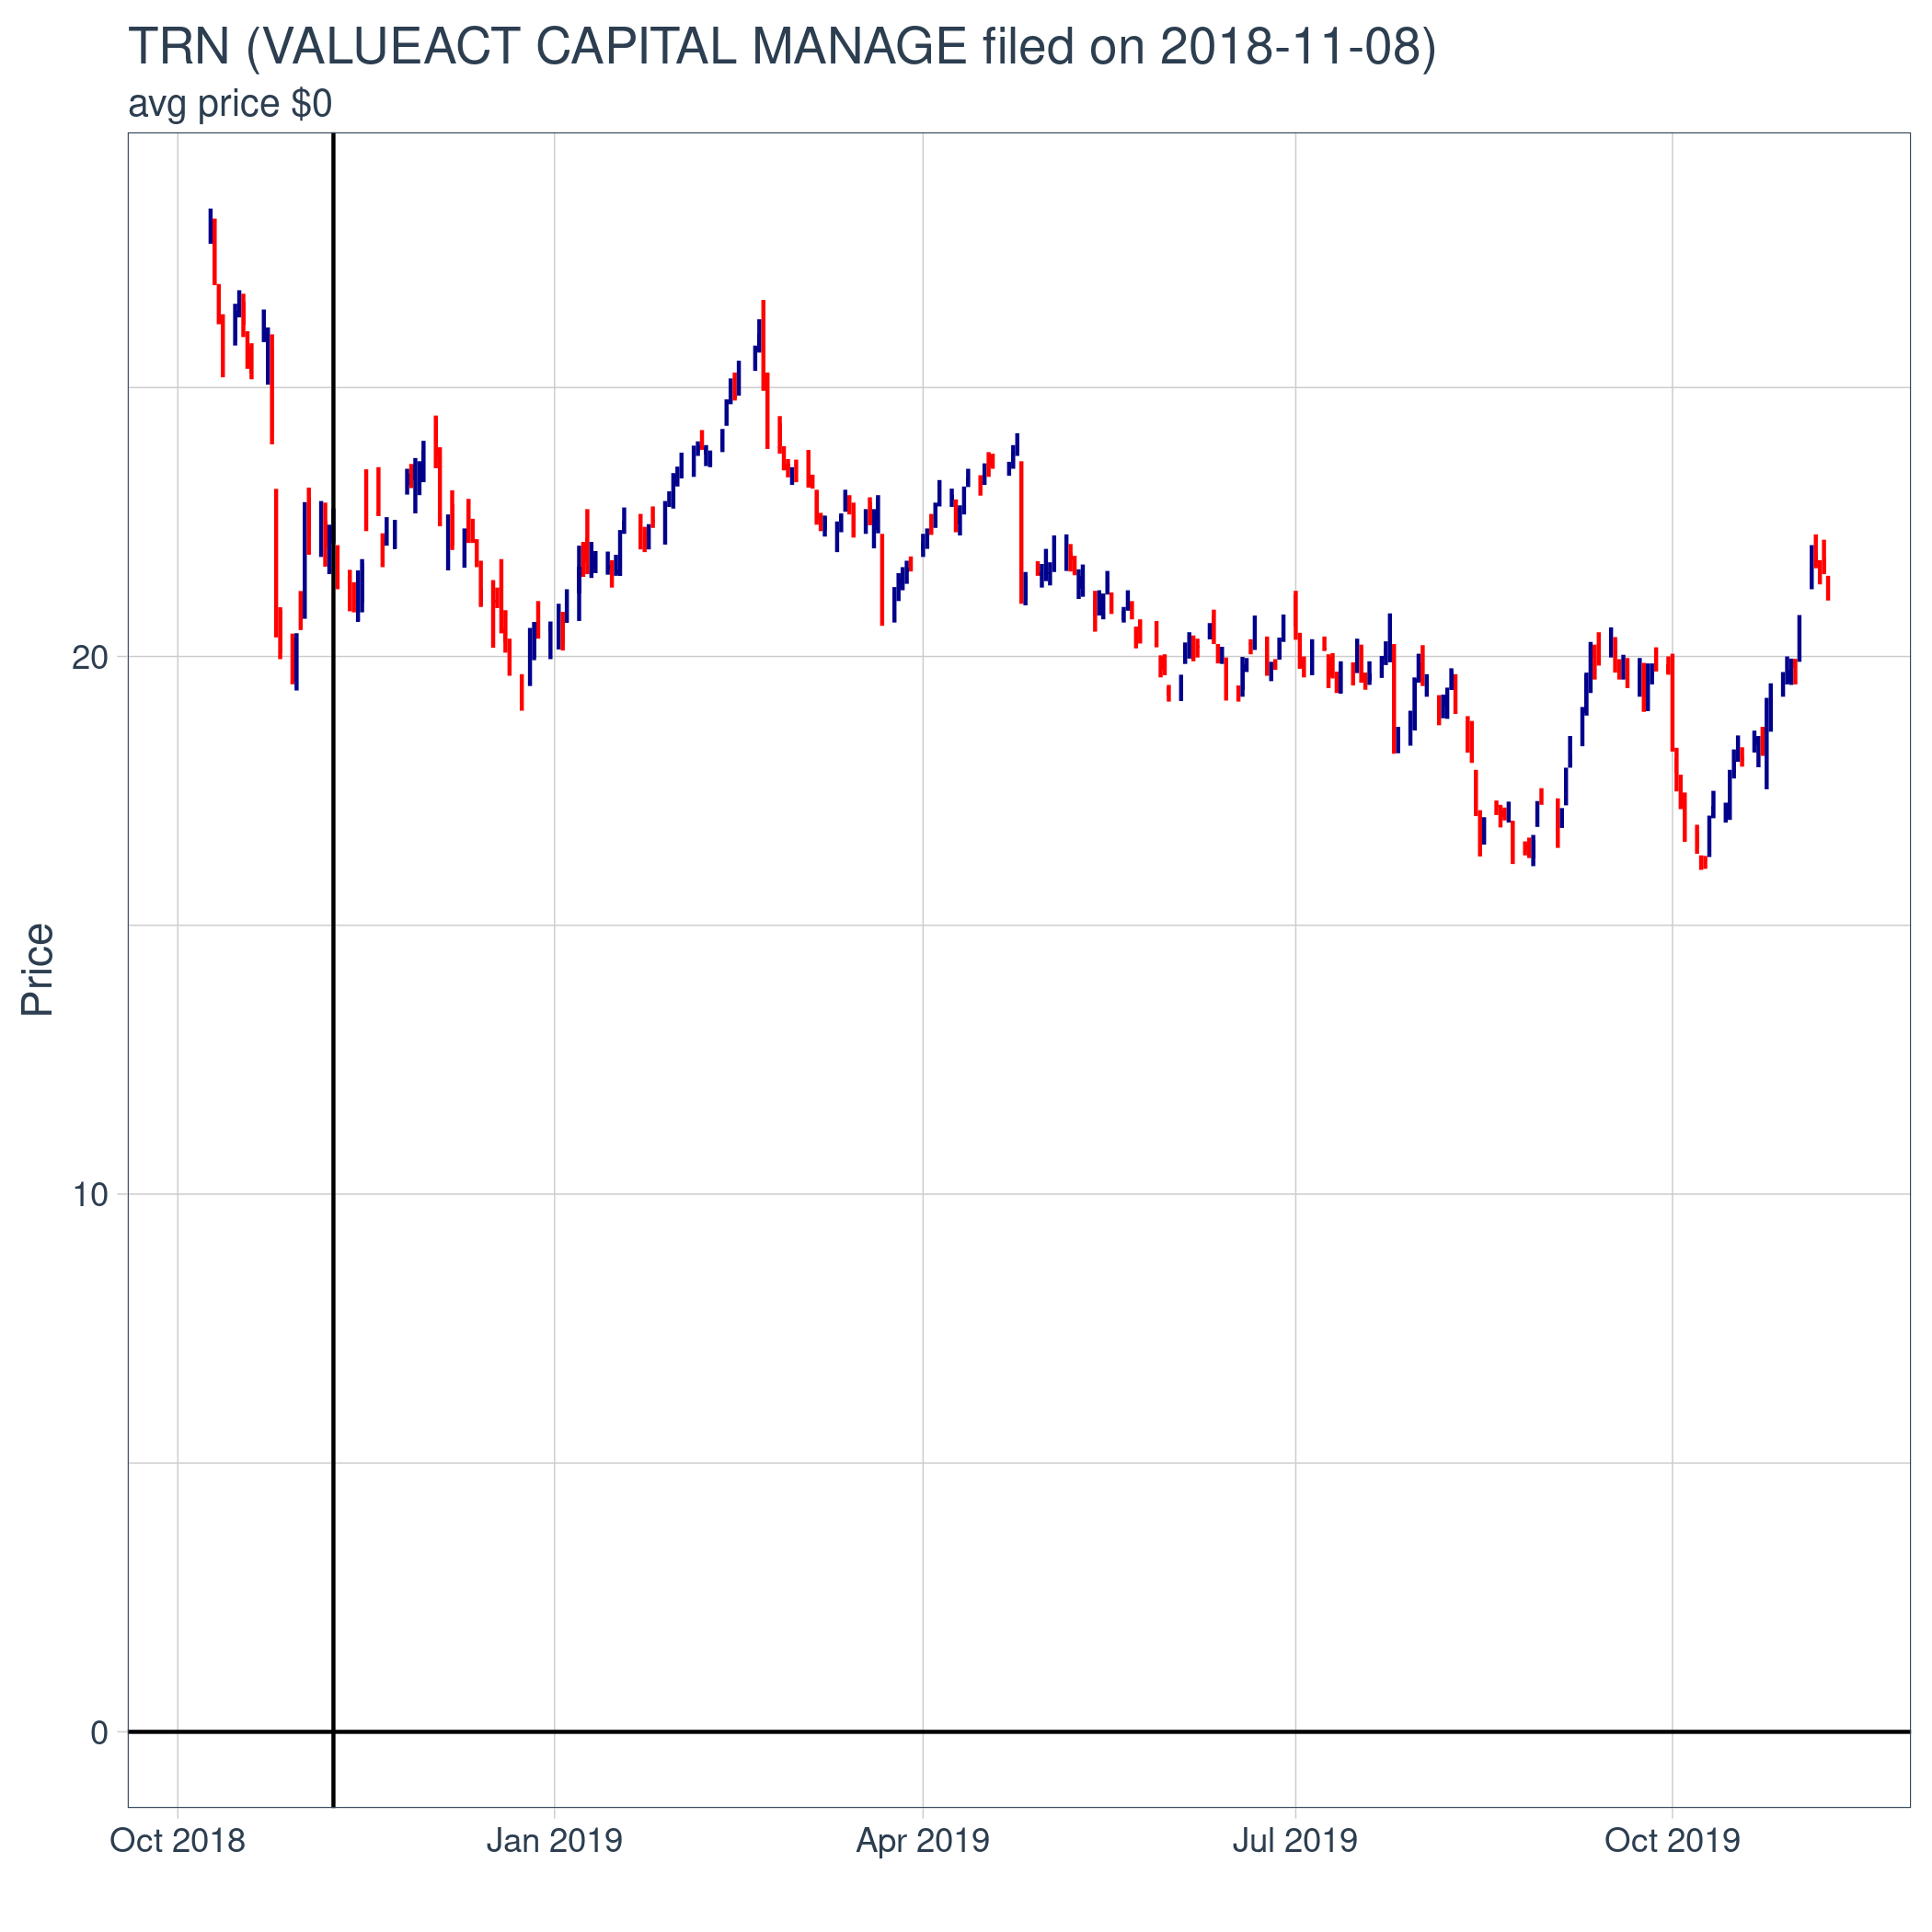 TRN (VALUEACT CAPITAL MANAGE filed on 2018-11-08)
avg price $0
Price
20
10
0
Oct 2018
Jan 2019
Apr 2019
Jul 2019
Oct 2019